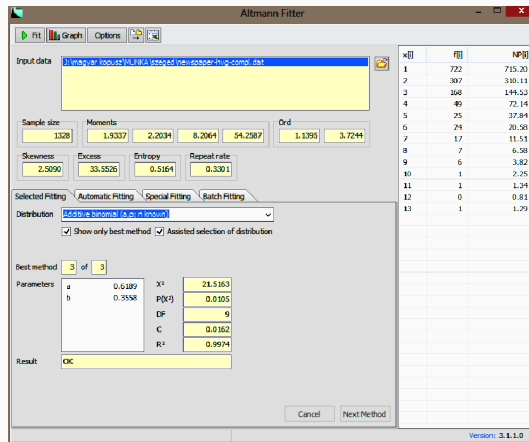 Altmann Fitter
Fit Graph Options
Input data J:\magyar kopusz\MUNKA\szeged\newspaper-hvg-compl.dat
Sample size Moments Ord
1328 1.9337 2.2034 8.2064 54.2587 1.1395 3.7244
Skewness Excess Entropy Repeat rate
2.5090 33.5526 0.5164 0.3301
Selected Fitting Automatic Fitting Special Fitting Batch Fitting
Distribution Additive binomial (a,p; n known)
Show only best method Assisted selection of distribution
Best method 3 of 3
Parameters
a 0.6189
b 0.3558
X² 21.5163
P(X²) 0.0105
DF 9
C 0.0162
R² 0.9974
Result OK
Cancel Next Method
x[i] f[i] NP[i]
1 722 715.20
2 307 310.11
3 168 144.53
4 49 72.14
5 25 37.84
6 24 20.58
7 17 11.51
8 7 6.58
9 6 3.82
10 1 2.25
11 1 1.34
12 0 0.81
13 1 1.29
Version: 3.1.1.0